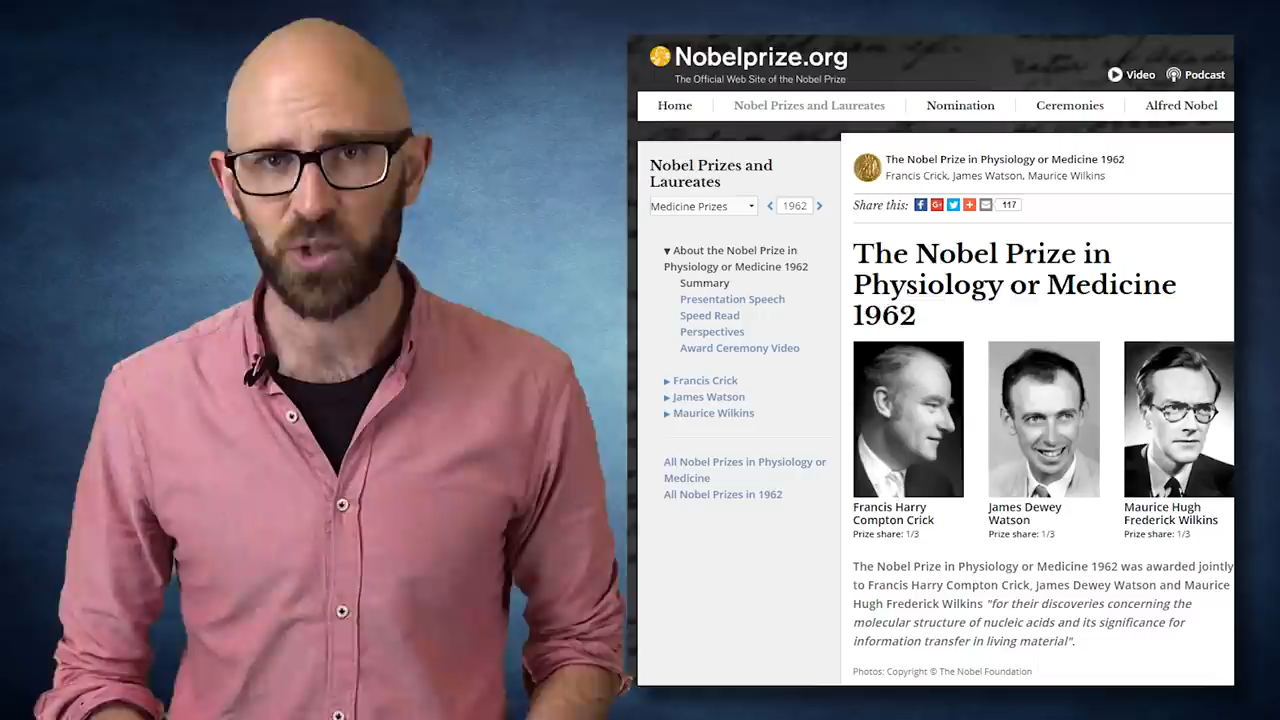 Nobelprize.org
The Official Web Site of the Nobel Prize
Video
Podcast
Home
Nobel Prizes and Laureates
Nomination
Ceremonies
Alfred Nobel
Nobel Prizes and
Laureates
Medicine Prizes
1962
About the Nobel Prize in
Physiology or Medicine 1962
Summary
Presentation Speech
Speed Read
Perspectives
Award Ceremony Video
Francis Crick
James Watson
Maurice Wilkins
All Nobel Prizes in Physiology or
Medicine
All Nobel Prizes in 1962
The Nobel Prize in Physiology or Medicine 1962
Francis Crick, James Watson, Maurice Wilkins
Share this:
117
The Nobel Prize in
Physiology or Medicine
1962
Francis Harry
Compton Crick
Prize share: 1/3
James Dewey
Watson
Prize share: 1/3
Maurice Hugh
Frederick Wilkins
Prize share: 1/3
The Nobel Prize in Physiology or Medicine 1962 was awarded jointly
to Francis Harry Compton Crick, James Dewey Watson and Maurice
Hugh Frederick Wilkins "for their discoveries concerning the
molecular structure of nucleic acids and its significance for
information transfer in living material".
Photos: Copyright © The Nobel Foundation